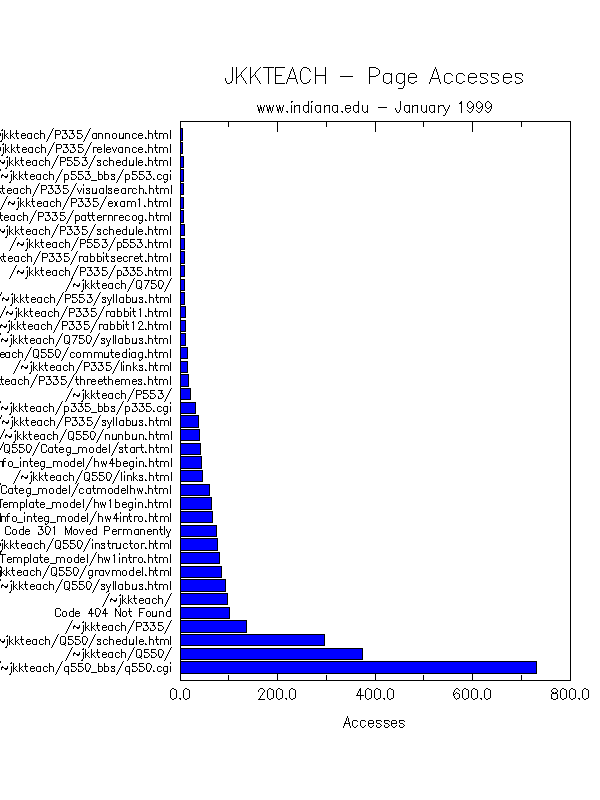 JKKTEACH – Page Accesses
www.indiana.edu – January 1999
jkkteach/P335/announce.html
jkkteach/P335/relevance.html
~jkkteach/P553/schedule.html
~jkkteach/p553_bbs/p553.cgi
teach/P335/visualsearch.html
/~jkkteach/P335/exam1.html
teach/P335/patternrecog.html
~jkkteach/P335/schedule.html
/~jkkteach/P553/p553.html
kteach/P335/rabbitsecret.html
/~jkkteach/P335/p335.html
/~jkkteach/Q750/
~jkkteach/P553/syllabus.html
/~jkkteach/P335/rabbit1.html
~jkkteach/P335/rabbit12.html
~jkkteach/Q750/syllabus.html
each/Q550/commutediag.html
/~jkkteach/P335/links.html
teach/P335/threethemes.html
/~jkkteach/P553/
~jkkteach/p335_bbs/p335.cgi
~jkkteach/P335/syllabus.html
~jkkteach/Q550/nunbun.html
Q550/Categ_model/start.html
nfo_integ_model/hw4begin.html
/~jkkteach/Q550/links.html
Categ_model/catmodelhw.html
Template_model/hw1begin.html
nfo_integ_model/hw4intro.html
Code 301 Moved Permanently
jkkteach/Q550/instructor.html
Template_model/hw1intro.html
kkteach/Q550/gravmodel.html
~jkkteach/Q550/syllabus.html
/~jkkteach/
Code 404 Not Found
/~jkkteach/P335/
~jkkteach/Q550/schedule.html
/~jkkteach/Q550/
~jkkteach/q550_bbs/q550.cgi
0.0 200.0 400.0 600.0 800.0
Accesses